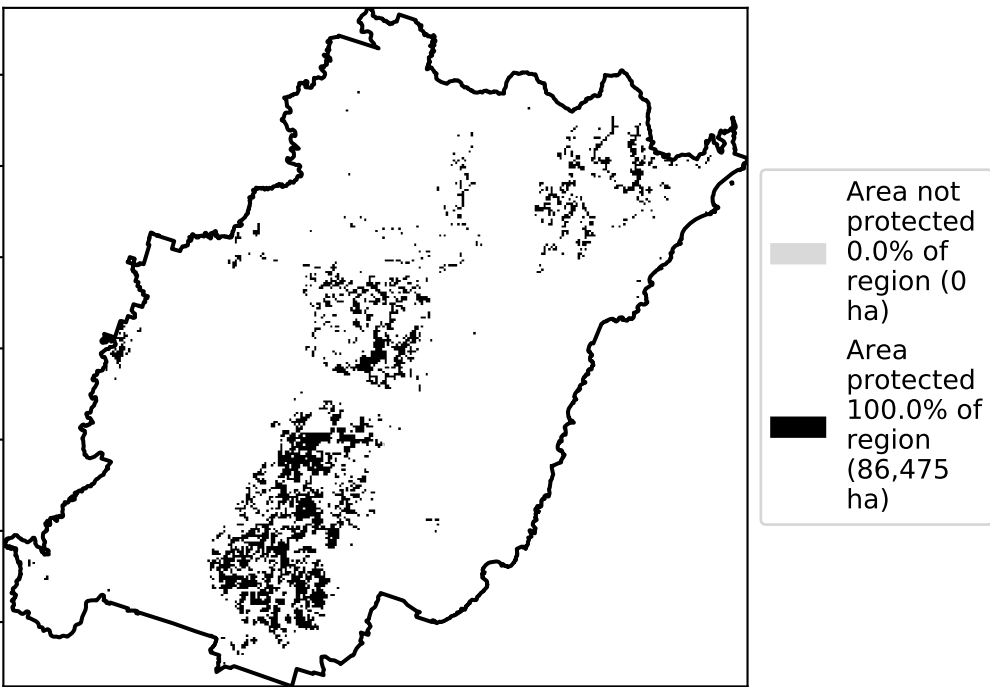 Area not
protected
0.0% of
region (0
ha)
Area
protected
100.0% of
region
(86,475
ha)